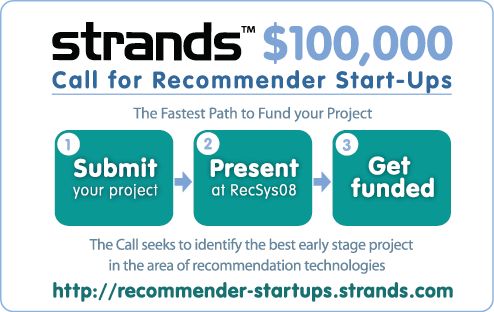 strands™ $100,000
Call for Recommender Start-Ups
The Fastest Path to Fund your Project
1
Submit
your project
2
Present
at RecSys08
3
Get
funded
The Call seeks to identify the best early stage project
in the area of recommendation technologies
http://recommender-startups.strands.com